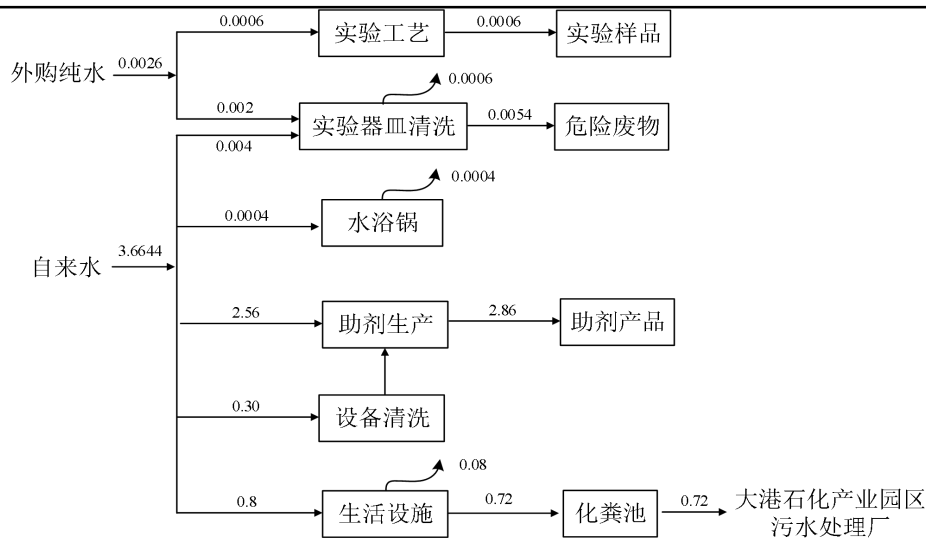 0.0006
实验工艺
0.0006
实验样品
外购纯水
0.0026
0.0006
0.002
实验器皿清洗
0.0054
危险废物
0.004
0.0004
0.0004
水浴锅
自来水
3.6644
2.56
助剂生产
2.86
助剂产品
0.30
设备清洗
0.08
0.8
生活设施
0.72
化粪池
0.72
大港石化产业园区
污水处理厂